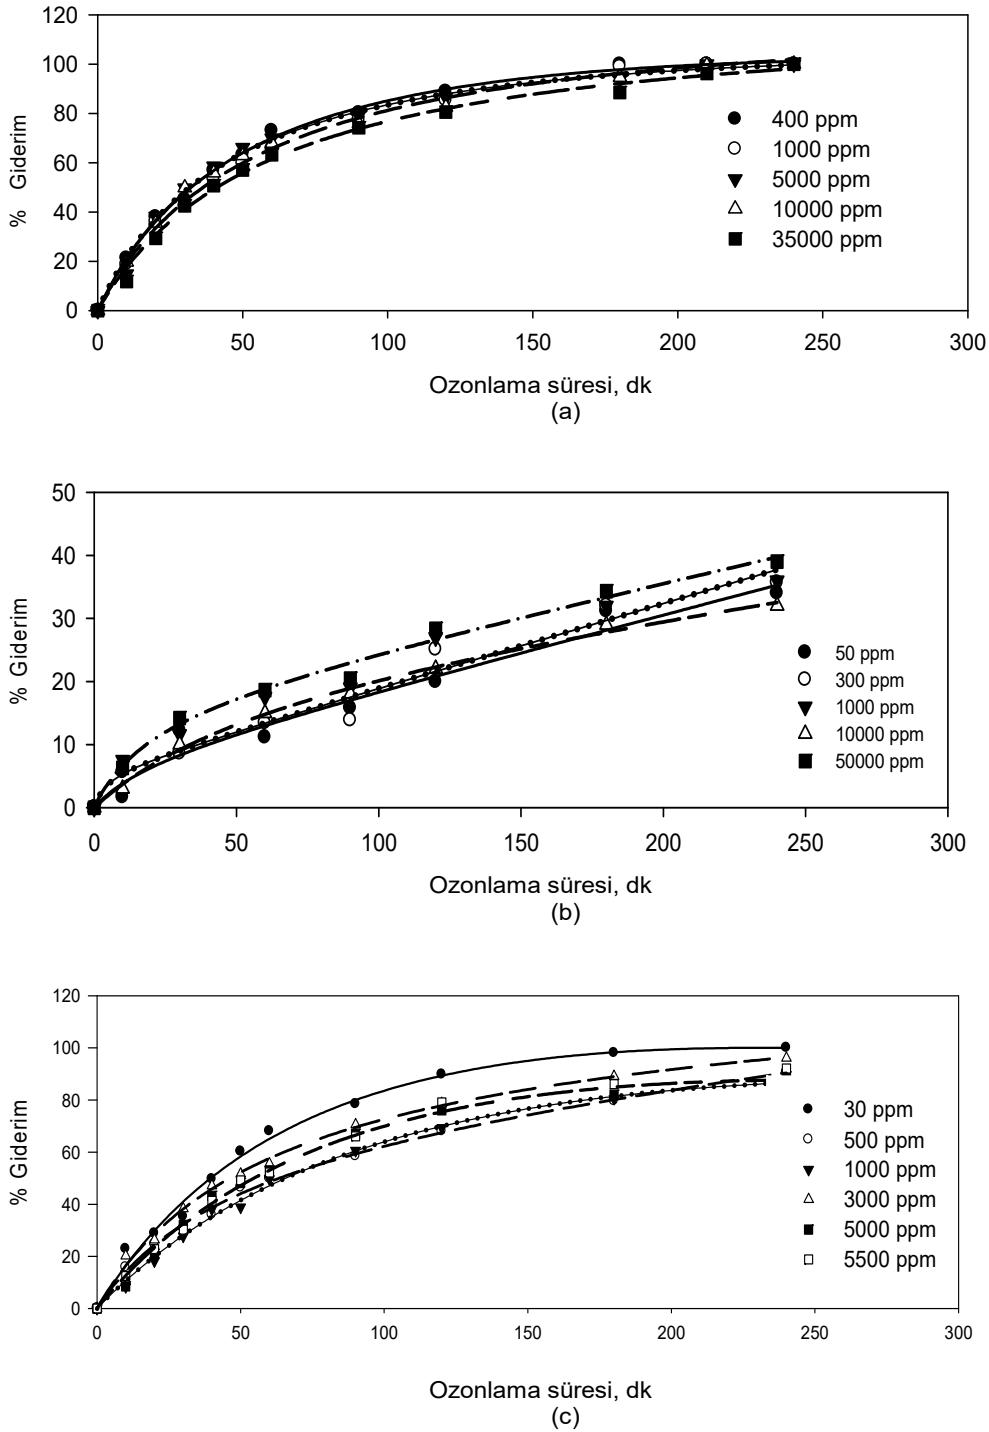 120
100
80
60
40
20
0
% Giderim
400 ppm
1000 ppm
5000 ppm
10000 ppm
35000 ppm
0 50 100 150 200 250 300
Ozonlama süresi, dk
(a)
50
40
30
20
10
0
% Giderim
50 ppm
300 ppm
1000 ppm
10000 ppm
50000 ppm
0 50 100 150 200 250 300
Ozonlama süresi, dk
(b)
120
100
80
60
40
20
0
% Giderim
30 ppm
500 ppm
1000 ppm
3000 ppm
5000 ppm
5500 ppm
0 50 100 150 200 250 300
Ozonlama süresi, dk
(c)